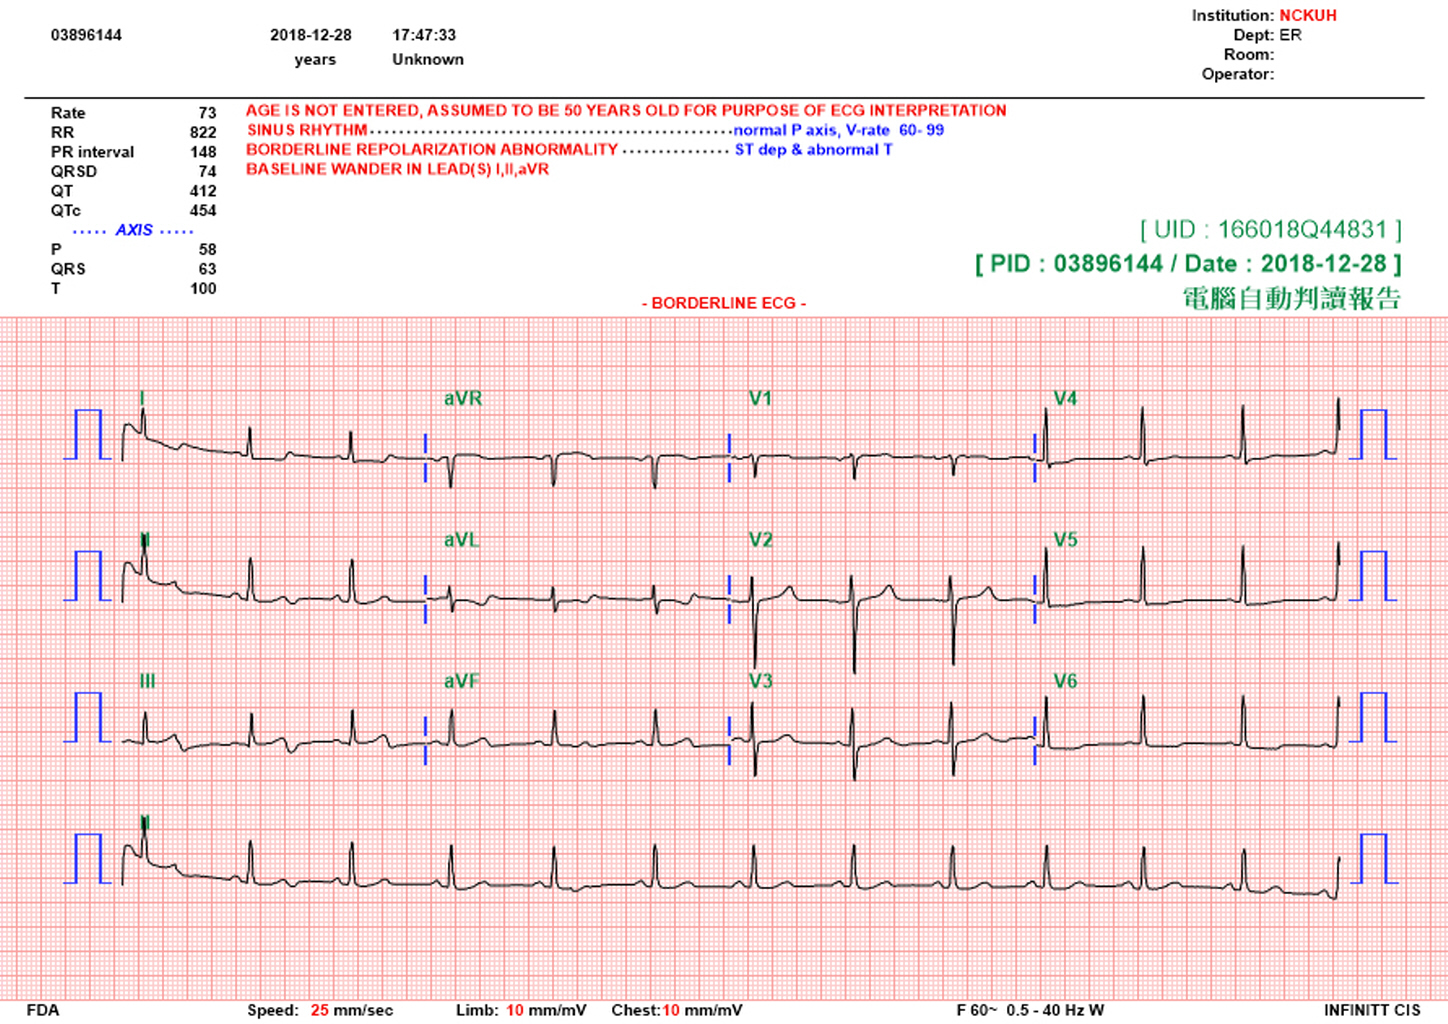 Institution: NCKUH
03896144 2018-12-28 17:47:33 Dept: ER
years Unknown Room:
Operator:
Rate 73 AGE IS NOT ENTERED, ASSUMED TO BE 50 YEARS OLD FOR PURPOSE OF ECG INTERPRETATION
RR 822 SINUS RHYTHM normal P axis, V-rate 60- 99
PR interval 148 BORDERLINE REPOLARIZATION ABNORMALITY ST dep & abnormal T
QRSD 74 BASELINE WANDER IN LEAD(S) I,II,aVR
QT 412
QTc 454
····· AXIS ·····
P 58
QRS 63
T 100
[ UID : 166018Q44831 ]
[ PID : 03896144 / Date : 2018-12-28 ]
電腦自動判讀報告
- BORDERLINE ECG -
I aVR V1 V4
II aVL V2 V5
III aVF V3 V6
II
FDA Speed: 25 mm/sec Limb: 10 mm/mV Chest:10 mm/mV F 60~ 0.5 - 40 Hz W INFINITT CIS